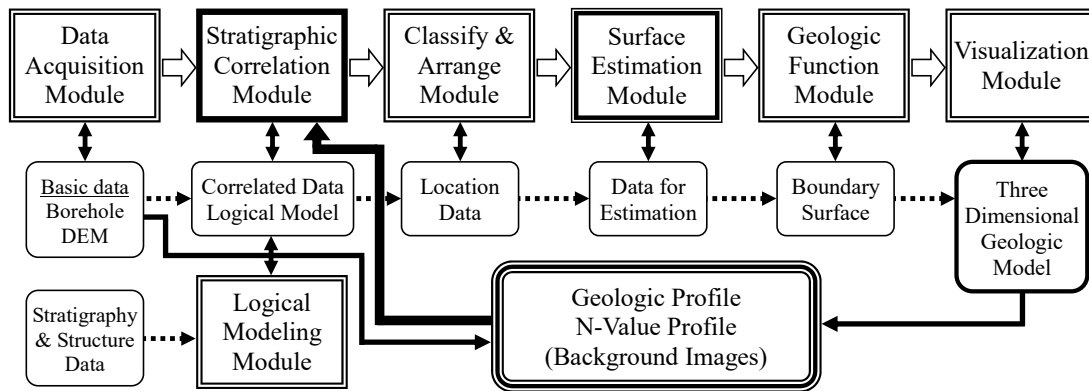 Data
Acquisition
Module
Stratigraphic
Correlation
Module
Classify &
Arrange
Module
Surface
Estimation
Module
Geologic
Function
Module
Visualization
Module
Basic data
Borehole
DEM
Correlated Data
Logical Model
Location
Data
Data for
Estimation
Boundary
Surface
Three
Dimensional
Geologic
Model
Stratigraphy
& Structure
Data
Logical
Modeling
Module
Geologic Profile
N-Value Profile
(Background Images)